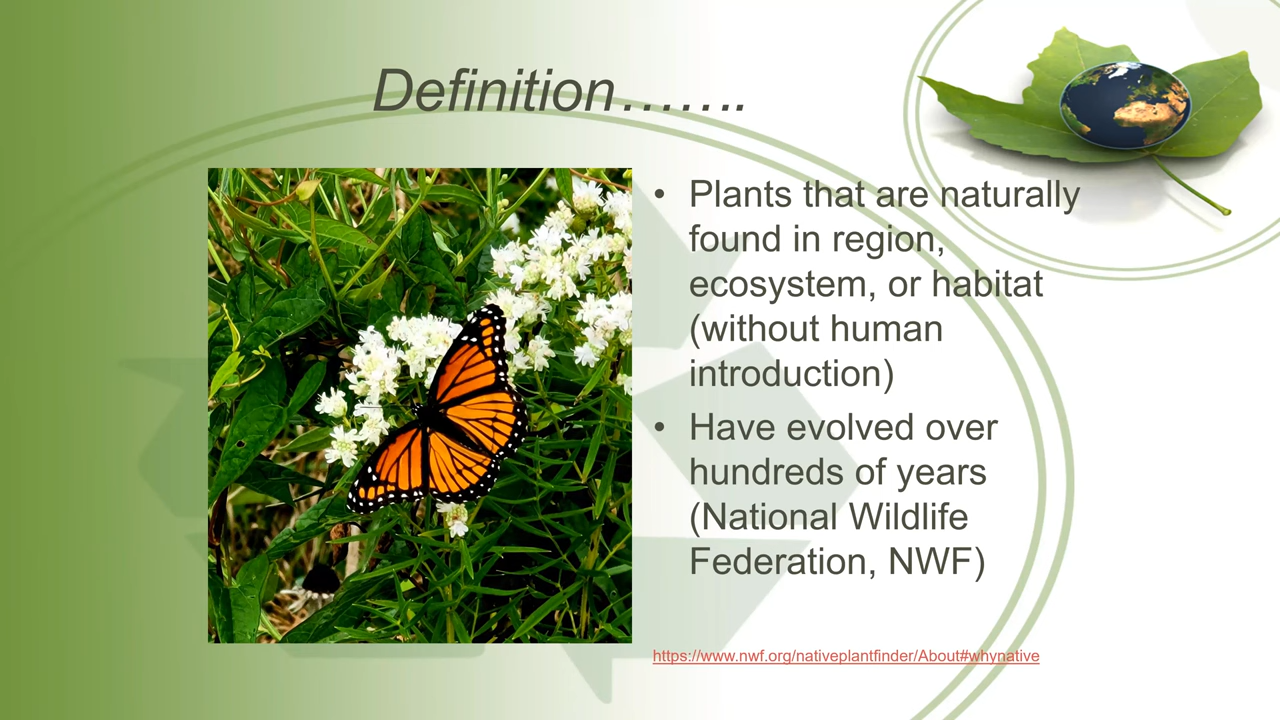 Definition…….
• Plants that are naturally
found in region,
ecosystem, or habitat
(without human
introduction)
• Have evolved over
hundreds of years
(National Wildlife
Federation, NWF)
https://www.nwf.org/nativeplantfinder/About#whynative